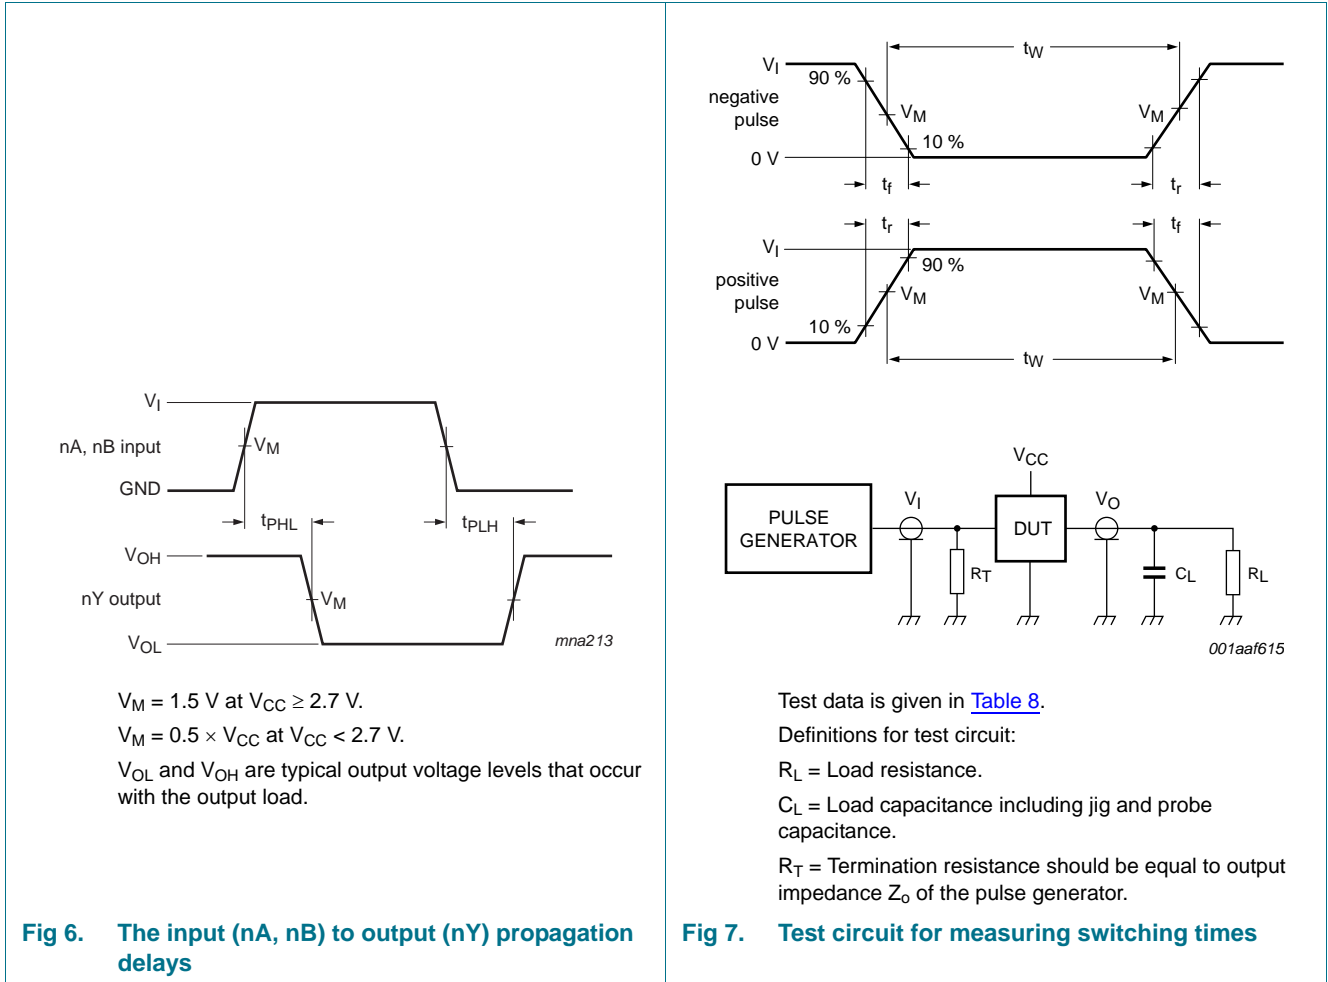 VI
nA, nB input
VM
GND
tPHL
tPLH
VOH
nY output
VM
VOL
mna213
VM = 1.5 V at VCC ≥ 2.7 V.
VM = 0.5 × VCC at VCC < 2.7 V.
VOL and VOH are typical output voltage levels that occur
with the output load.
Fig 6. The input (nA, nB) to output (nY) propagation
delays
tW
VI
90 %
negative
pulse
VM
VM
10 %
0 V
tf
tr
tr
tf
VI
90 %
positive
pulse
VM
VM
10 %
0 V
tW
VCC
PULSE
GENERATOR
VI
DUT
VO
RT
CL
RL
001aaf615
Test data is given in Table 8.
Definitions for test circuit:
RL = Load resistance.
CL = Load capacitance including jig and probe
capacitance.
RT = Termination resistance should be equal to output
impedance Zo of the pulse generator.
Fig 7. Test circuit for measuring switching times